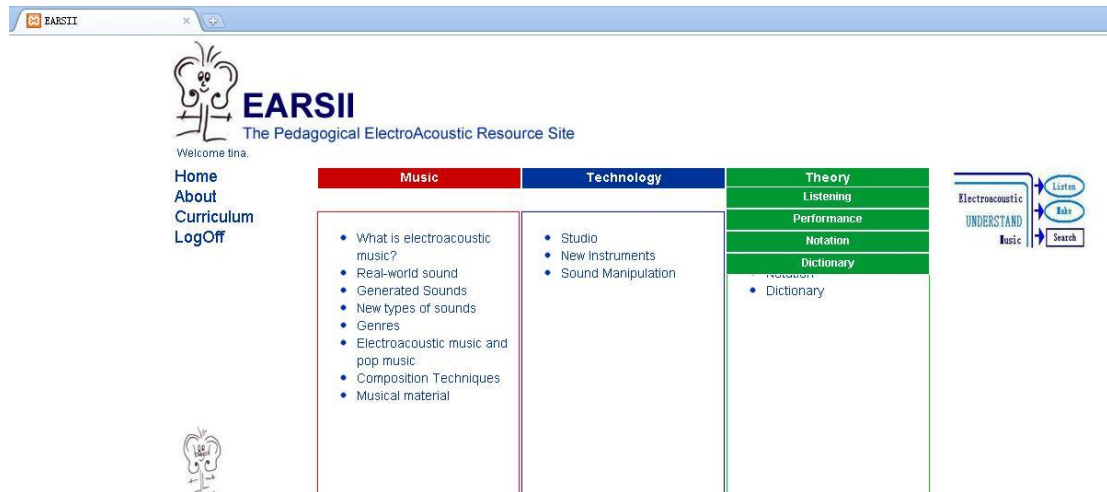 EARSII
EARSII
The Pedagogical ElectroAcoustic Resource Site
Welcome tina.
Home
About
Curriculum
LogOff
Music
What is electroacoustic
music?
Real-world sound
Generated Sounds
New types of sounds
Genres
Electroacoustic music and
pop music
Composition Techniques
Musical material
Technology
Studio
New Instruments
Sound Manipulation
Theory
Listening
Performance
Notation
Dictionary
Notation
Dictionary
Electroacoustic
UNDERSTAND
Music
Listen
Make
Search